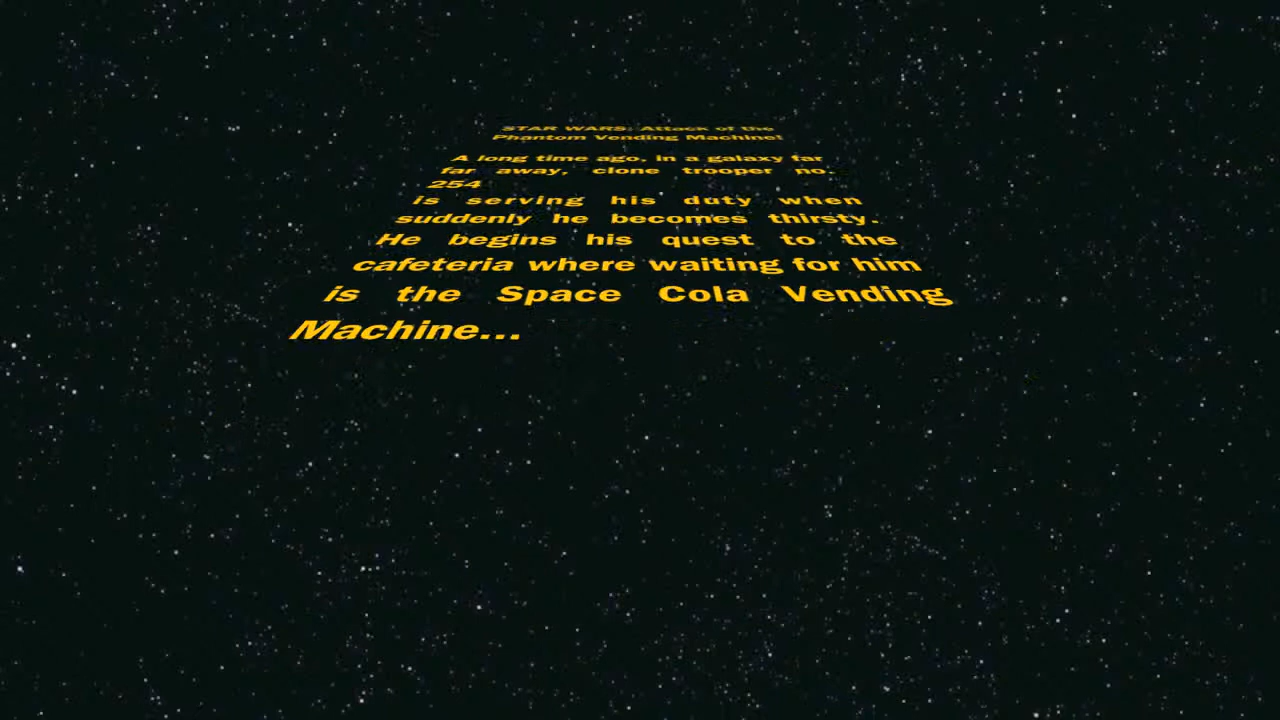 STAR WARS: Attack of the
Phantom Vending Machine!
A long time ago, in a galaxy far
far away, clone trooper no.
254
is serving his duty when
suddenly he becomes thirsty.
He begins his quest to the
cafeteria where waiting for him
is the Space Cola Vending
Machine...